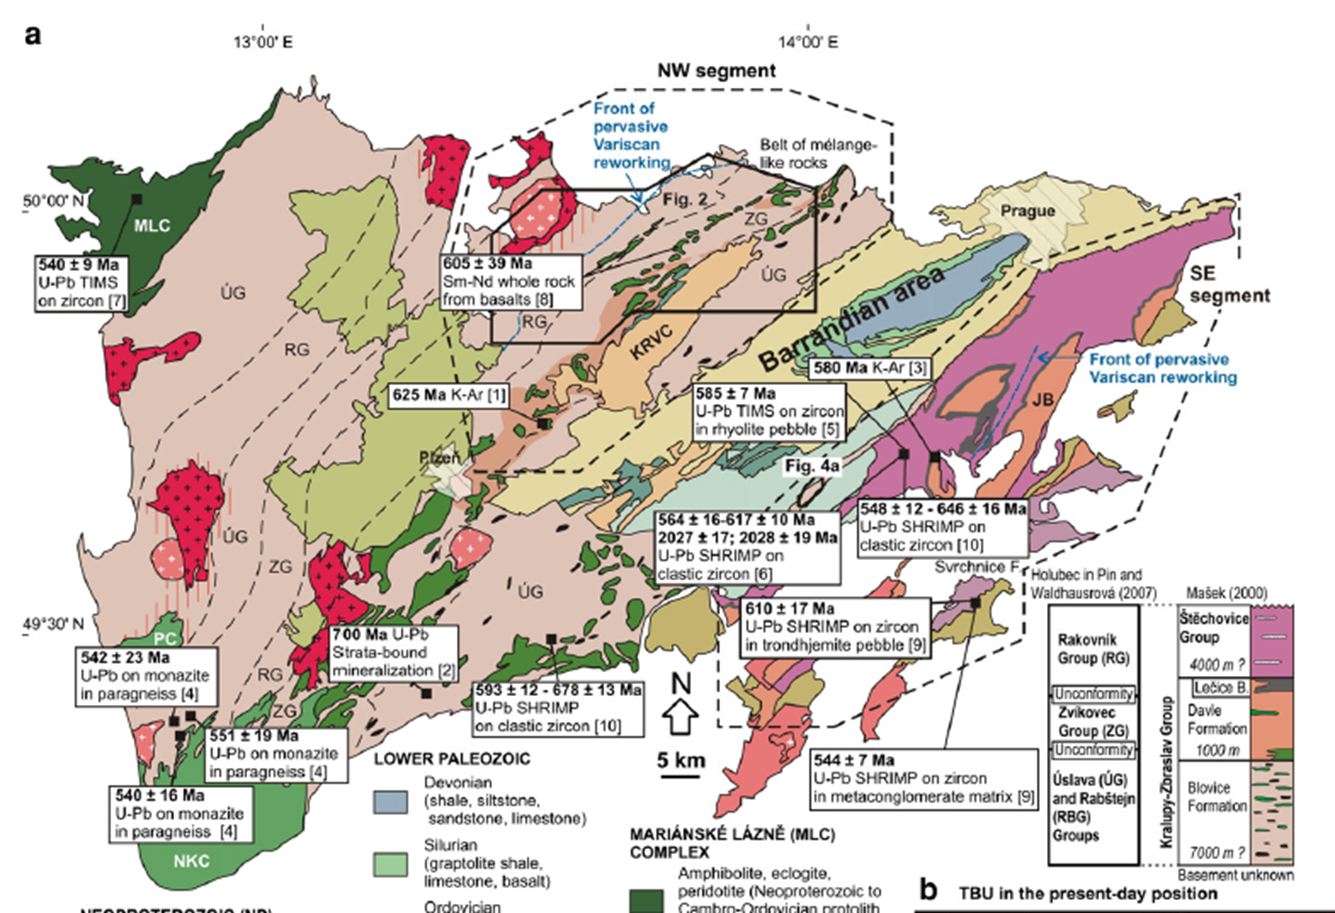 a
13°00' E
14°00' E
NW segment
Front of
pervasive
Variscan
reworking
Belt of mélange-
like rocks
Fig. 2
ZG
Prague
50°00' N
MLC
540 ± 9 Ma
U-Pb TIMS
on zircon [7]
605 ± 39 Ma
Sm-Nd whole rock
from basalts [8]
ÚG
ÚG
SE
segment
RG
RG
KRVC
Barrandian area
580 Ma K-Ar [3]
Front of pervasive
Variscan reworking
625 Ma K-Ar [1]
585 ± 7 Ma
U-Pb TIMS on zircon
in rhyolite pebble [5]
JB
Plzeň
Fig. 4a
564 ± 16-617 ± 10 Ma
2027 ± 17; 2028 ± 19 Ma
U-Pb SHRIMP on
clastic zircon [6]
548 ± 12 - 646 ± 16 Ma
U-Pb SHRIMP on
clastic zircon [10]
ÚG
ZG
ÚG
Svrchnice F.
Holubec in Pin and
Waldhausrová (2007)
Mašek (2000)
49°30' N
PC
700 Ma U-Pb
Strata-bound
mineralization [2]
610 ± 17 Ma
U-Pb SHRIMP on zircon
in trondhjemite pebble [9]
542 ± 23 Ma
U-Pb on monazite
in paragneiss [4]
RG
ZG
593 ± 12 - 678 ± 13 Ma
U-Pb SHRIMP
on clastic zircon [10]
N
5 km
551 ± 19 Ma
U-Pb on monazite
in paragneiss [4]
540 ± 16 Ma
U-Pb on monazite
in paragneiss [4]
NKC
544 ± 7 Ma
U-Pb SHRIMP on zircon
in metaconglomerate matrix [9]
Rakovník
Group (RG)
Unconformity
Zvíkovec
Group (ZG)
Unconformity
Úslava (ÚG)
and Rabštejn
(RBG)
Groups
Kralupy-Zbraslav Group
Štěchovice
Group
4000 m ?
Lečice B.
Davle
Formation
1000 m
Blovice
Formation
7000 m ?
Basement unknown
LOWER PALEOZOIC
Devonian
(shale, siltstone,
sandstone, limestone)
Silurian
(graptolite shale,
limestone, basalt)
Ordovician
MARIÁNSKÉ LÁZNĚ (MLC)
COMPLEX
Amphibolite, eclogite,
peridotite (Neoproterozoic to
Cambro-Ordovician protolith
b TBU in the present-day position
NEOPROTEROZOIC (NP)